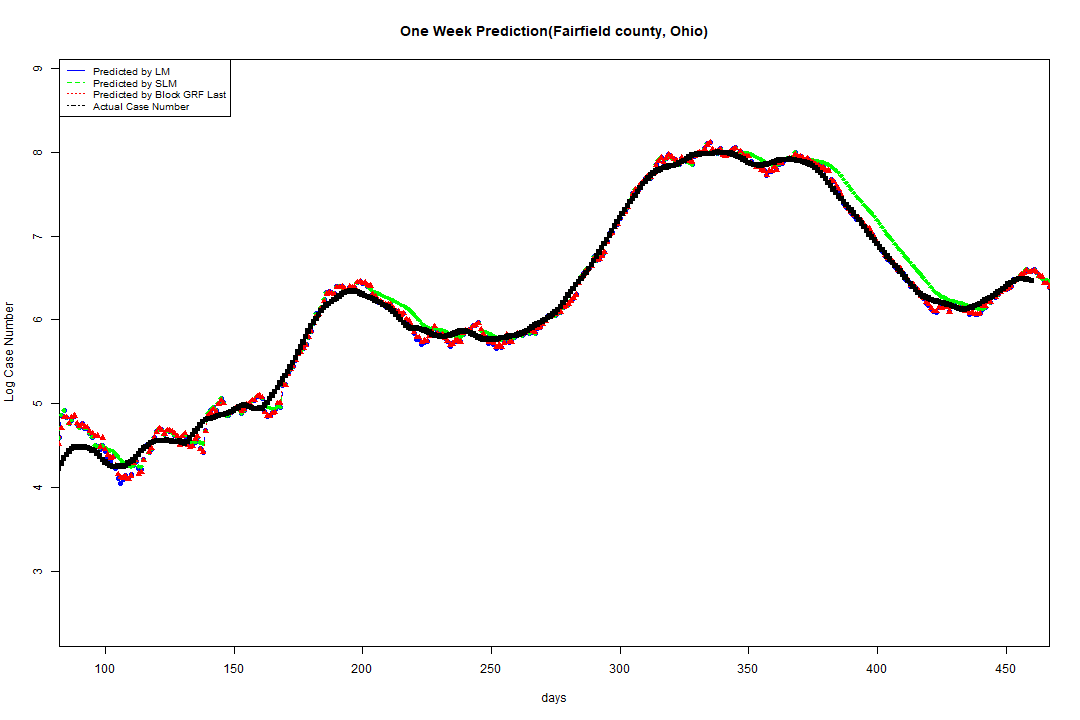 One Week Prediction(Fairfield county, Ohio)
Predicted by LM
Predicted by SLM
Predicted by Block GRF Last
Actual Case Number
9
8
7
6
5
4
3
Log Case Number
100 150 200 250 300 350 400 450
days